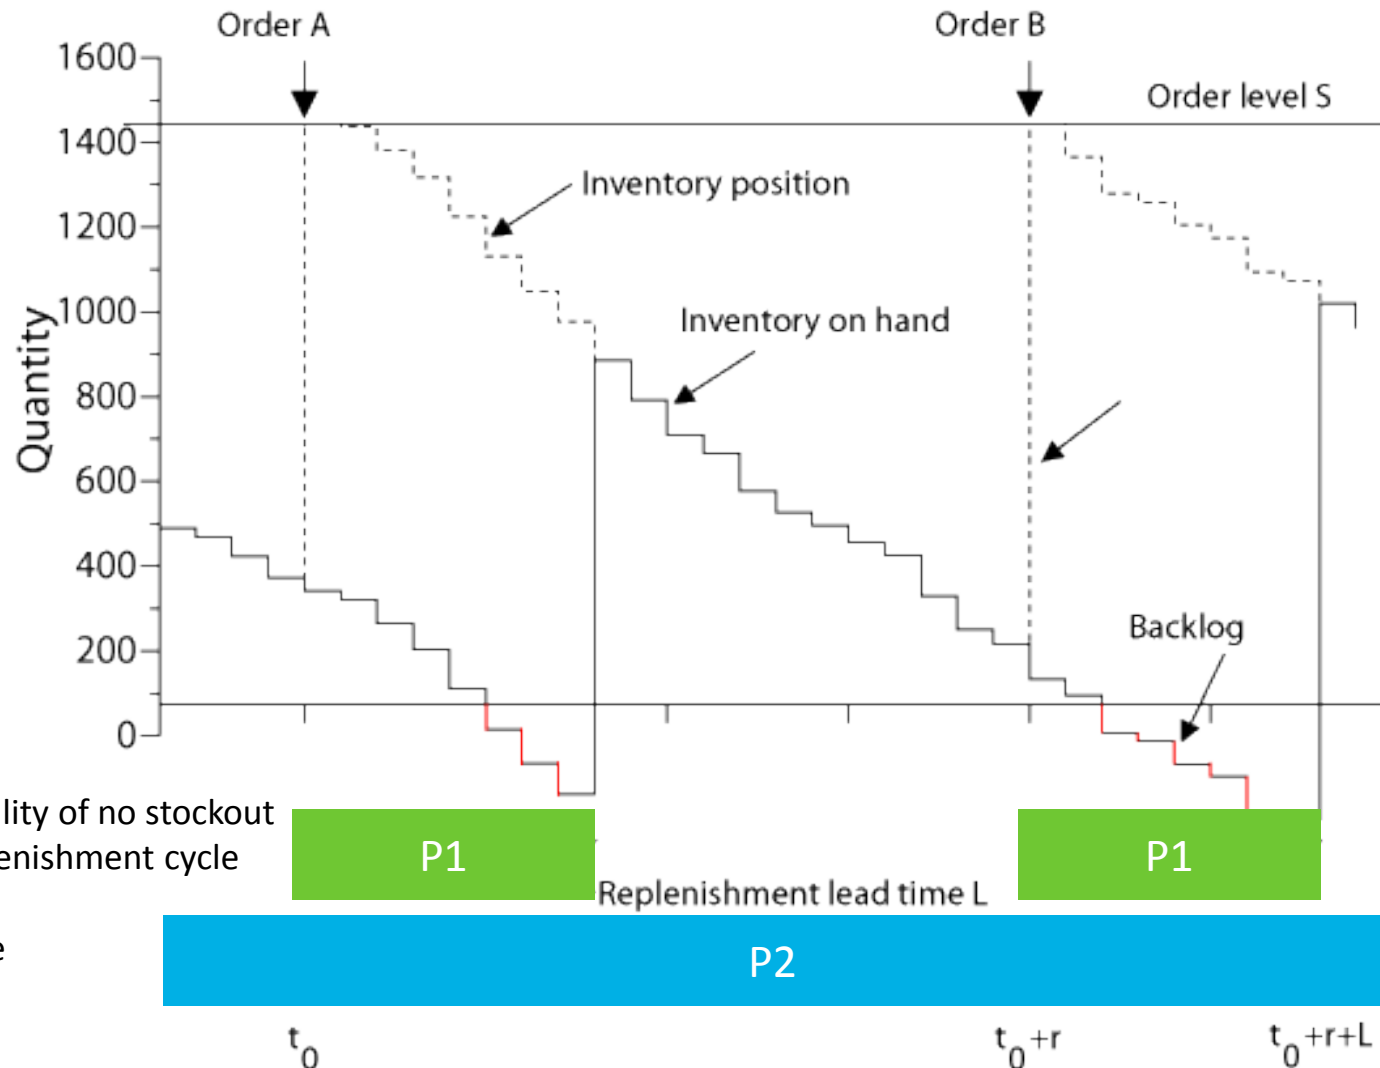 Order A
Order B
1600
Order level S
1400
Inventory position
1200
1000
Inventory on hand
Quantity
800
600
400
200
Backlog
0
lity of no stockout
enishment cycle
P1
P1
Replenishment lead time L
e
P2
t0
t0+r
t0+r+L